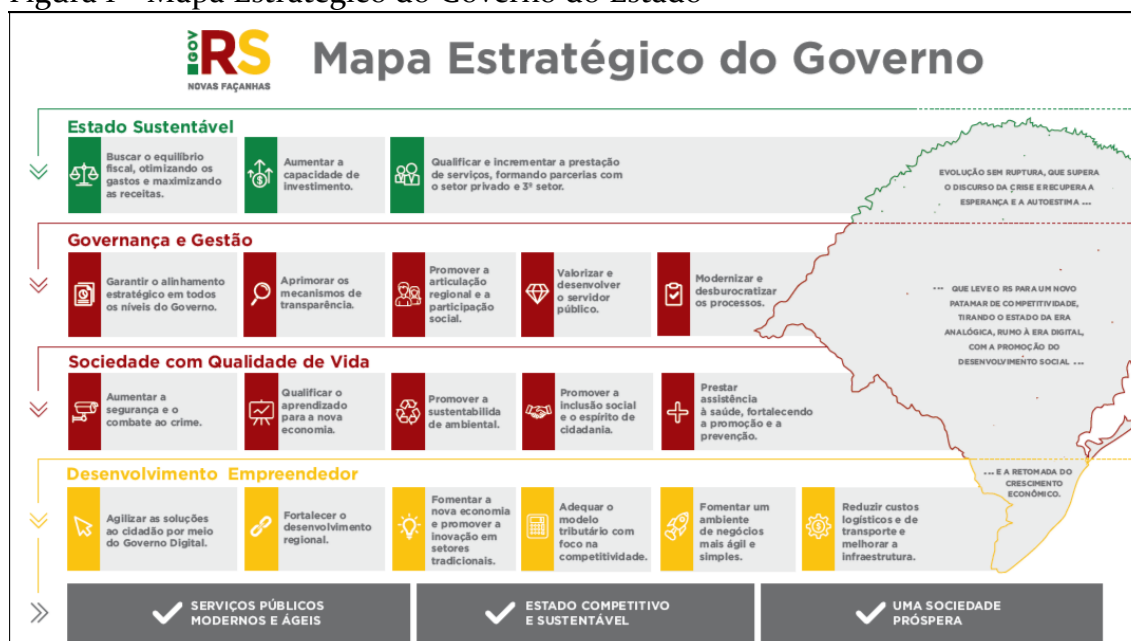 Figura 1 - Mapa Estratégico do Governo do Estado
GOV
RS
NOVAS FAÇANHAS
Mapa Estratégico do Governo
Estado Sustentável
Buscar o equilíbrio
fiscal, otimizando os
gastos e maximizando
as receitas.
Aumentar a
capacidade de
investimento.
Qualificar e incrementar a prestação
de serviços, formando parcerias com
o setor privado e 3º setor.
EVOLUÇÃO SEM RUPTURA, QUE SUPERA
O DISCURSO DA CRISE E RECUPERA A
ESPERANÇA E A AUTOESTIMA ...
Governança e Gestão
Garantir o alinhamento
estratégico em todos
os níveis do Governo.
Aprimorar os
mecanismos de
transparência.
Promover a
articulação
regional e a
participação
social.
Valorizar e
desenvolver
o servidor
público.
Modernizar e
desburocratizar
os processos.
... QUE LEVE O RS PARA UM NOVO
PATAMAR DE COMPETITIVIDADE,
TIRANDO O ESTADO DA ERA
ANALÓGICA, RUMO À ERA DIGITAL,
COM A PROMOÇÃO DO
DESENVOLVIMENTO SOCIAL ...
Sociedade com Qualidade de Vida
Aumentar a
segurança e o
combate ao crime.
Qualificar o
aprendizado
para a nova
economia.
Promover a
sustentabilida
de ambiental.
Promover a
inclusão social
e o espírito de
cidadania.
Prestar
assistência
à saúde, fortalecendo
a promoção e a
prevenção.
Desenvolvimento Empreendedor
Agilizar as soluções
ao cidadão por meio
do Governo Digital.
Fortalecer o
desenvolvimento
regional.
Fomentar a
nova economia
e promover a
inovação em
setores
tradicionais.
Adequar o
modelo
tributário com
foco na
competitividade.
Fomentar um
ambiente
de negócios
mais ágil e
simples.
Reduzir custos
logísticos e de
transporte e
melhorar a
infraestrutura.
... E A RETOMADA DO
CRESCIMENTO
ECONÔMICO.
SERVIÇOS PÚBLICOS
MODERNOS E ÁGEIS
ESTADO COMPETITIVO
E SUSTENTÁVEL
UMA SOCIEDADE
PRÓSPERA